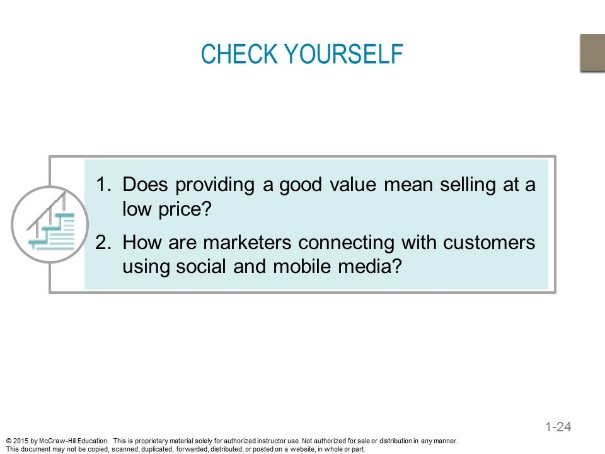 CHECK YOURSELF
1. Does providing a good value mean selling at a
low price?
2. How are marketers connecting with customers
using social and mobile media?
1-24
© 2015 by McGraw-Hill Education. This is proprietary material solely for authorized instructor use. Not authorized for sale or distribution in any manner.
This document may not be copied, scanned, duplicated, forwarded, distributed, or posted on a website, in whole or part.